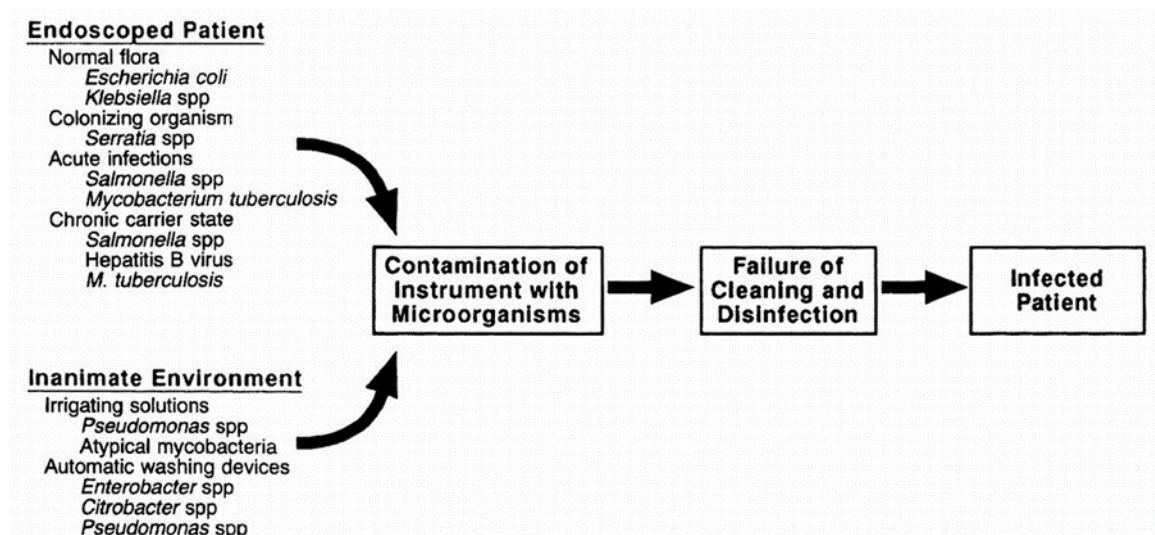 Endoscoped Patient
Normal flora
Escherichia coli
Klebsiella spp
Colonizing organism
Serratia spp
Acute infections
Salmonella spp
Mycobacterium tuberculosis
Chronic carrier state
Salmonella spp
Hepatitis B virus
M. tuberculosis
Inanimate Environment
Irrigating solutions
Pseudomonas spp
Atypical mycobacteria
Automatic washing devices
Enterobacter spp
Citrobacter spp
Pseudomonas spp
Contamination of
Instrument with
Microorganisms
Failure of
Cleaning and
Disinfection
Infected
Patient